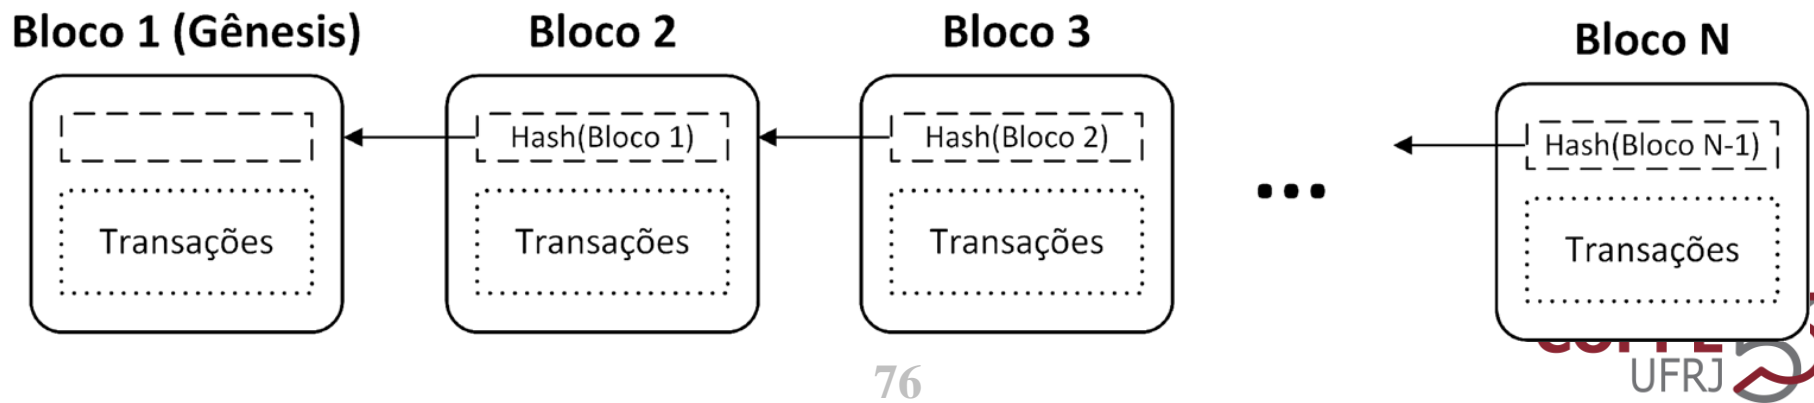 Bloco 1 (Gênesis)
Bloco 2
Bloco 3
Bloco N
Hash(Bloco 1)
Hash(Bloco 2)
Hash(Bloco N-1)
Transações
Transações
Transações
Transações
...
76
UFRJ